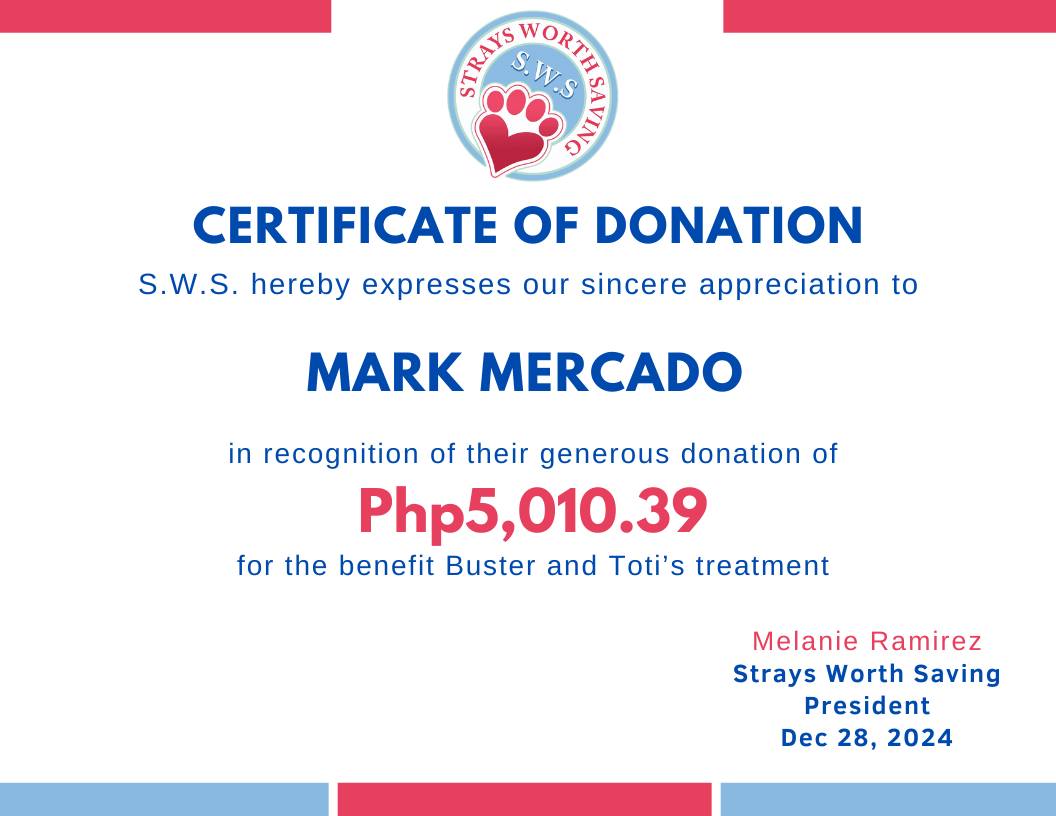 STRAYS WORTH SAVING
S.W.S
CERTIFICATE OF DONATION
S.W.S. hereby expresses our sincere appreciation to
MARK MERCADO
in recognition of their generous donation of
Php5,010.39
for the benefit Buster and Toti’s treatment
Melanie Ramirez
Strays Worth Saving
President
Dec 28, 2024